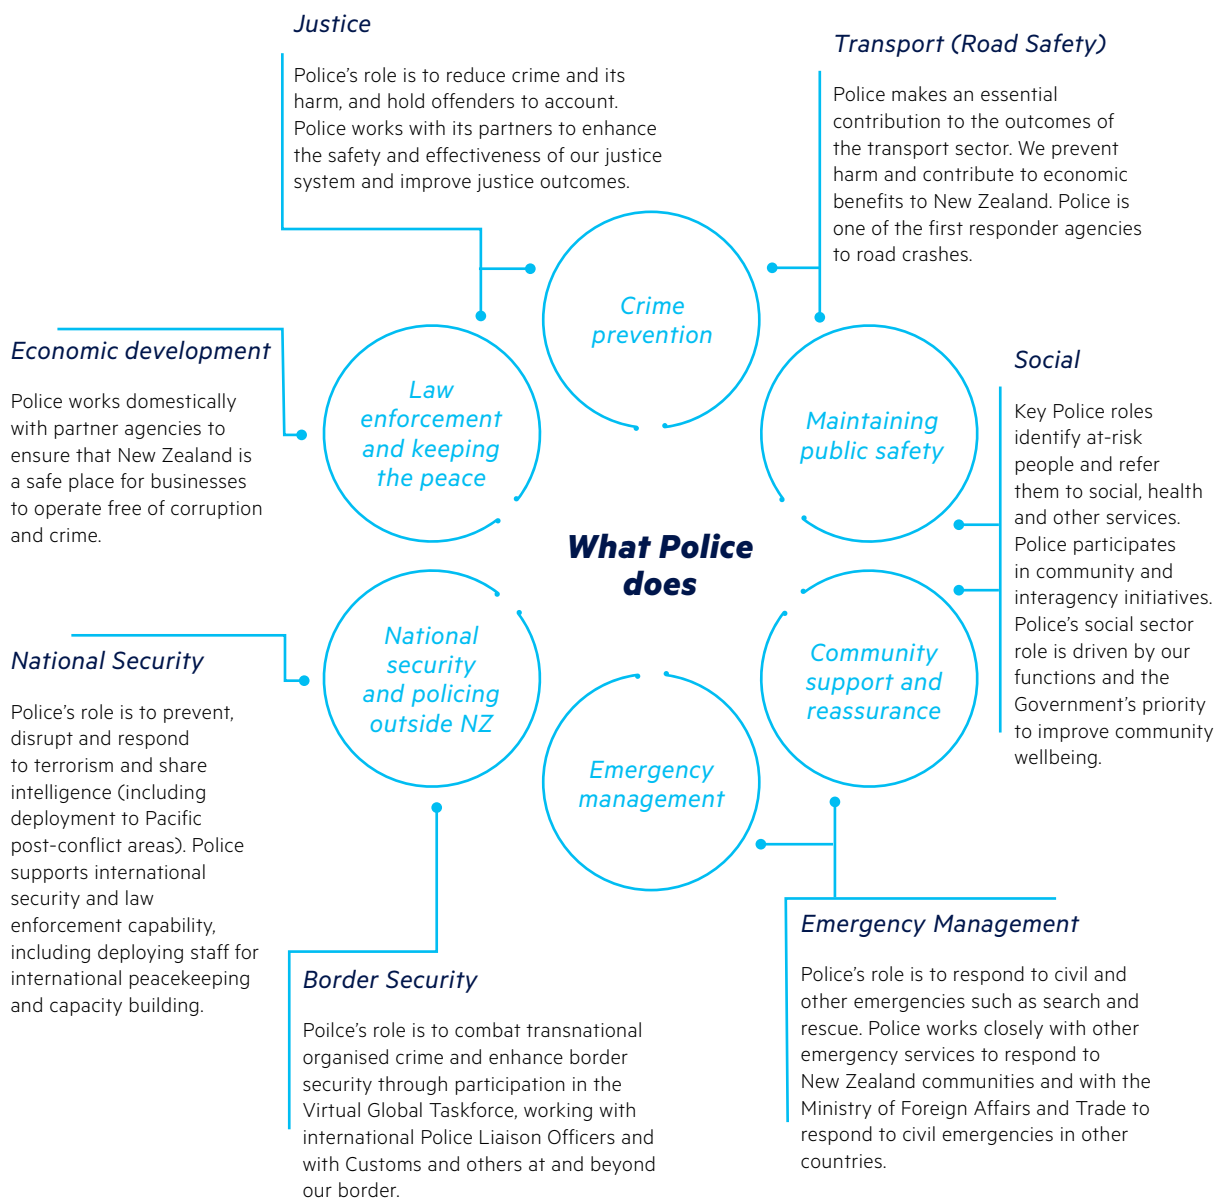 Justice
Police's role is to reduce crime and its
harm, and hold offenders to account.
Police works with its partners to enhance
the safety and effectiveness of our justice
system and improve justice outcomes.
Transport (Road Safety)
Police makes an essential
contribution to the outcomes of
the transport sector. We prevent
harm and contribute to economic
benefits to New Zealand. Police is
one of the first responder agencies
to road crashes.
Crime
prevention
Economic development
Police works domestically
with partner agencies to
ensure that New Zealand is
a safe place for businesses
to operate free of corruption
and crime.
Law
enforcement
and keeping
the peace
Maintaining
public safety
Social
Key Police roles
identify at-risk
people and refer
them to social, health
and other services.
Police participates
in community and
interagency initiatives.
Police's social sector
role is driven by our
functions and the
Government's priority
to improve community
wellbeing.
What Police
does
National Security
Police's role is to prevent,
disrupt and respond
to terrorism and share
intelligence (including
deployment to Pacific
post-conflict areas). Police
supports international
security and law
enforcement capability,
including deploying staff for
international peacekeeping
and capacity building.
National
security
and policing
outside NZ
Community
support and
reassurance
Emergency
management
Border Security
Poilce's role is to combat transnational
organised crime and enhance border
security through participation in the
Virtual Global Taskforce, working with
international Police Liaison Officers and
with Customs and others at and beyond
our border.
Emergency Management
Police's role is to respond to civil and
other emergencies such as search and
rescue. Police works closely with other
emergency services to respond to
New Zealand communities and with the
Ministry of Foreign Affairs and Trade to
respond to civil emergencies in other
countries.